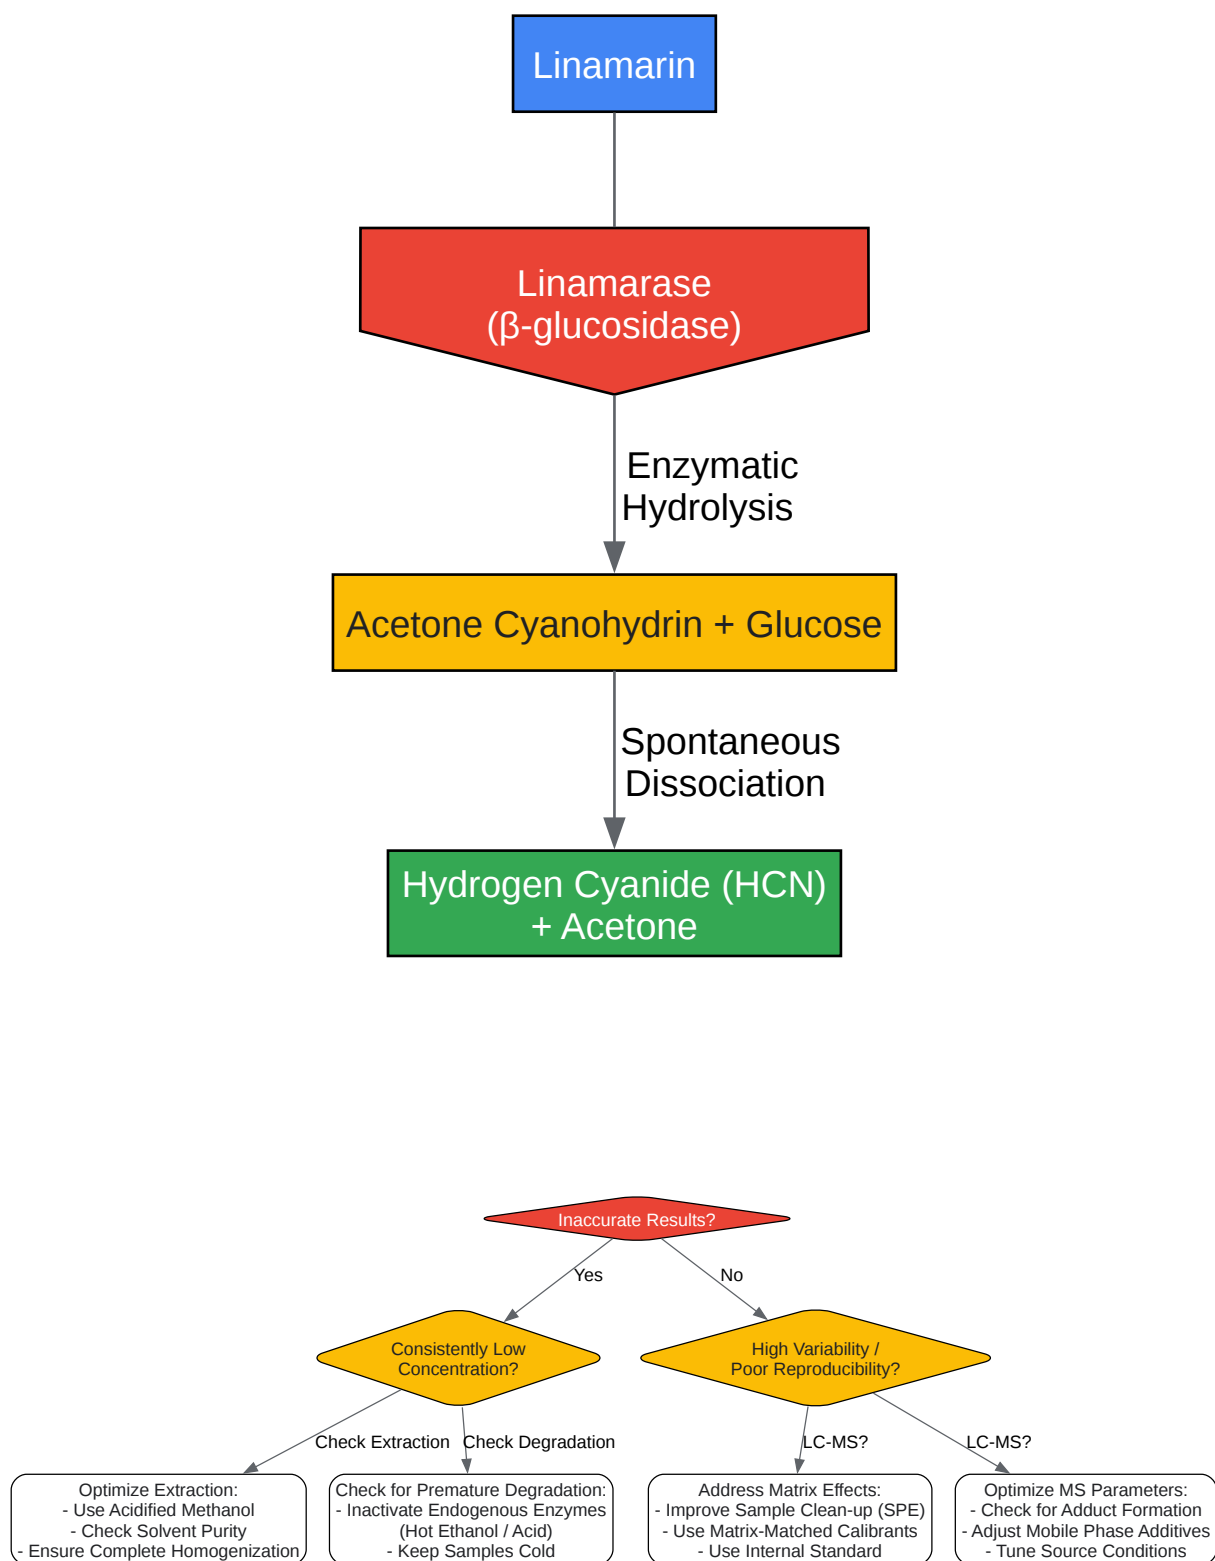 Linamarin
Linamarase
(β-glucosidase)
Enzymatic
Hydrolysis
Acetone Cyanohydrin + Glucose
Spontaneous
Dissociation
Hydrogen Cyanide (HCN)
+ Acetone
Inaccurate Results?
Yes
No
Consistently Low
Concentration?
High Variability /
Poor Reproducibility?
Check Extraction
Check Degradation
LC-MS?
LC-MS?
Optimize Extraction:
- Use Acidified Methanol
- Check Solvent Purity
- Ensure Complete Homogenization
Check for Premature Degradation:
- Inactivate Endogenous Enzymes
(Hot Ethanol / Acid)
- Keep Samples Cold
Address Matrix Effects:
- Improve Sample Clean-up (SPE)
- Use Matrix-Matched Calibrants
- Use Internal Standard
Optimize MS Parameters:
- Check for Adduct Formation
- Adjust Mobile Phase Additives
- Tune Source Conditions